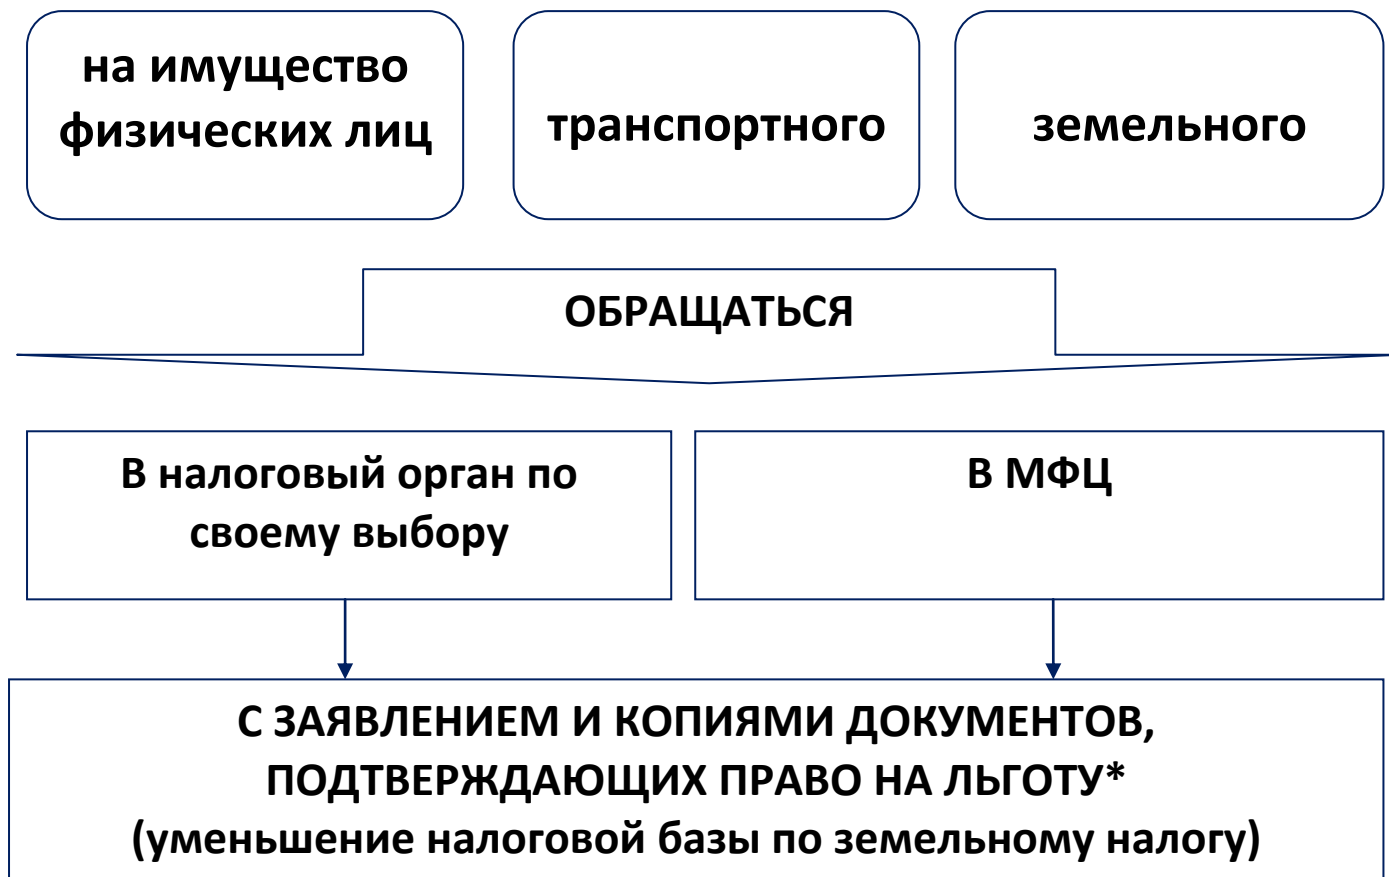 на имущество
физических лиц
транспортного
земельного
ОБРАЩАТЬСЯ
В налоговый орган по
своему выбору
В МФЦ
С ЗАЯВЛЕНИЕМ И КОПИЯМИ ДОКУМЕНТОВ,
ПОДТВЕРЖДАЮЩИХ ПРАВО НА ЛЬГОТУ*
(уменьшение налоговой базы по земельному налогу)